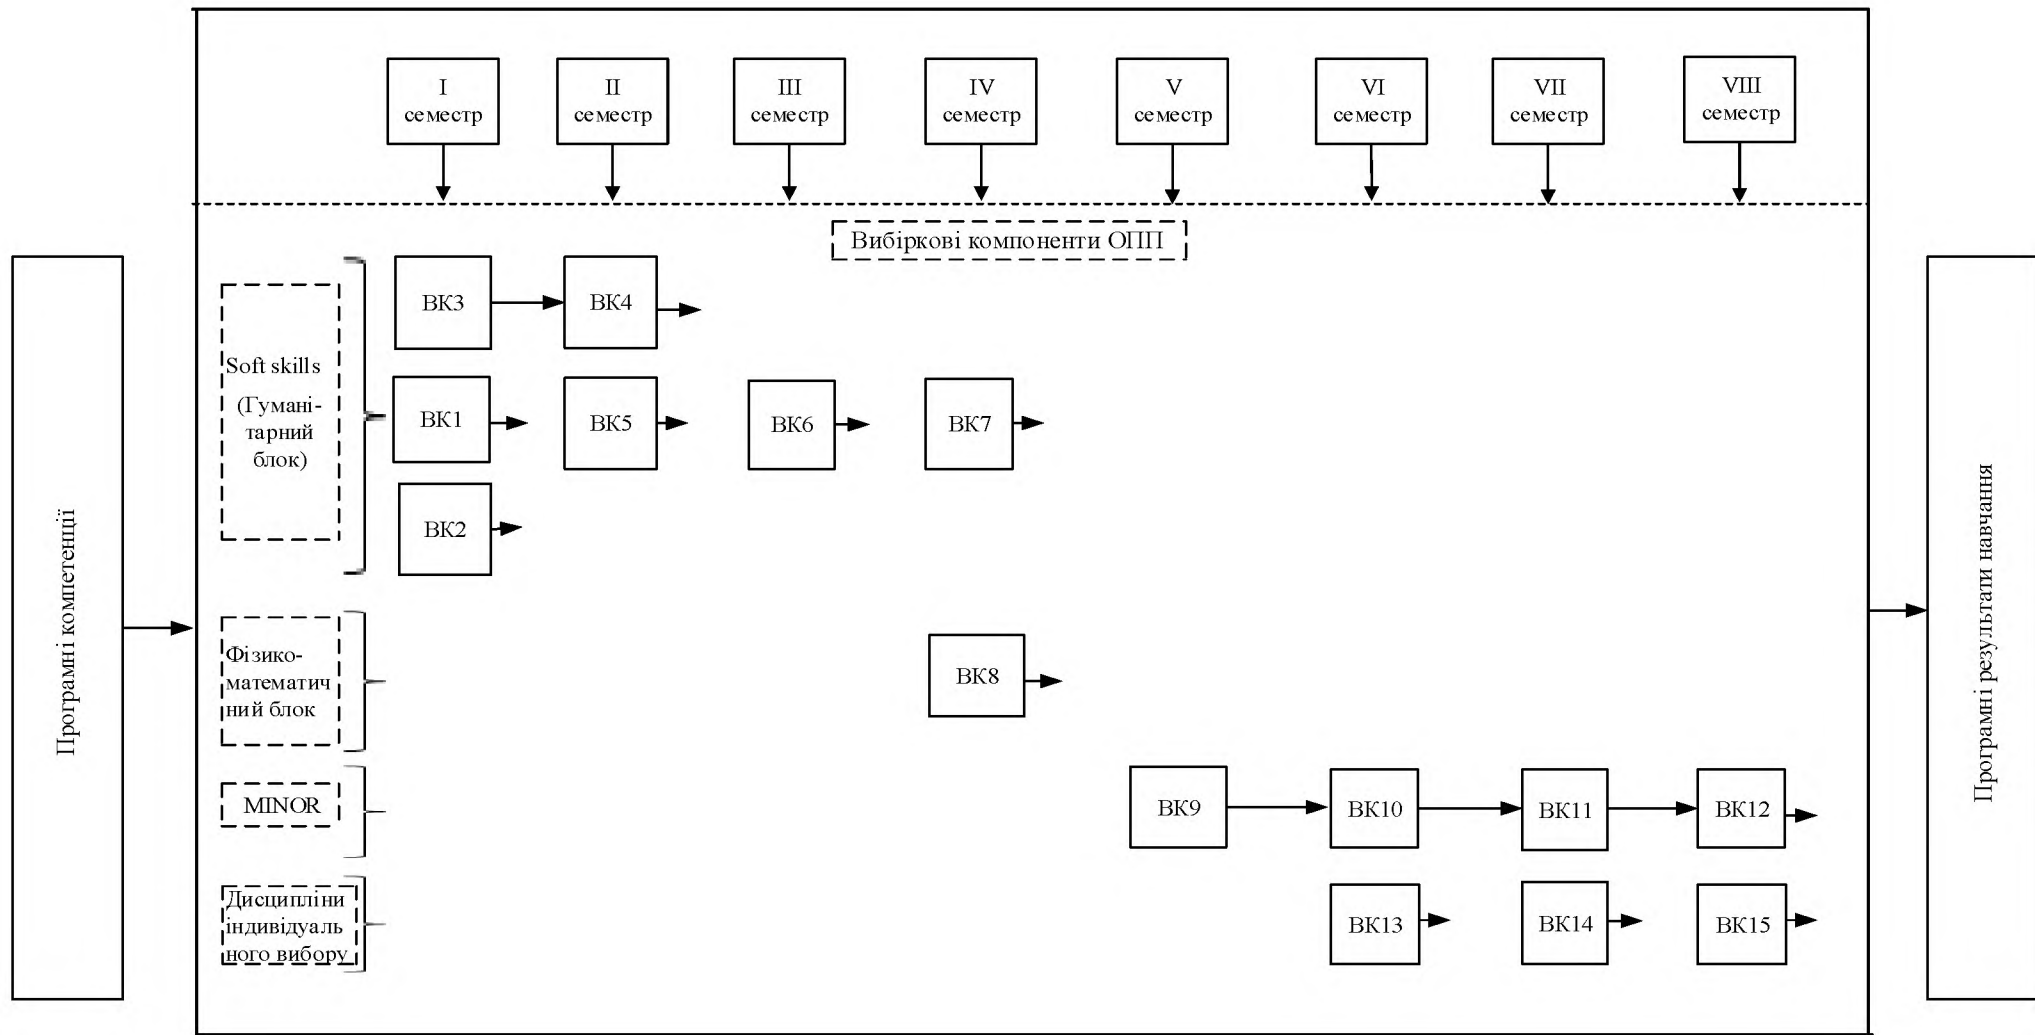 I
семестр
II
семестр
III
семестр
IV
семестр
V
семестр
VI
семестр
VII
семестр
VIII
семестр
Вибіркові компоненти ОПП
Програмні компетенції
Soft skills
(Гумані-
тарний
блок)
ВК3
ВК4
ВК1
ВК5
ВК6
ВК7
ВК2
Фізико-
математич
ний блок
ВК8
MINOR
ВК9
ВК10
ВК11
ВК12
Дисципліни
індивідуаль
ного вибору
ВК13
ВК14
ВК15
Програмні результати навчання